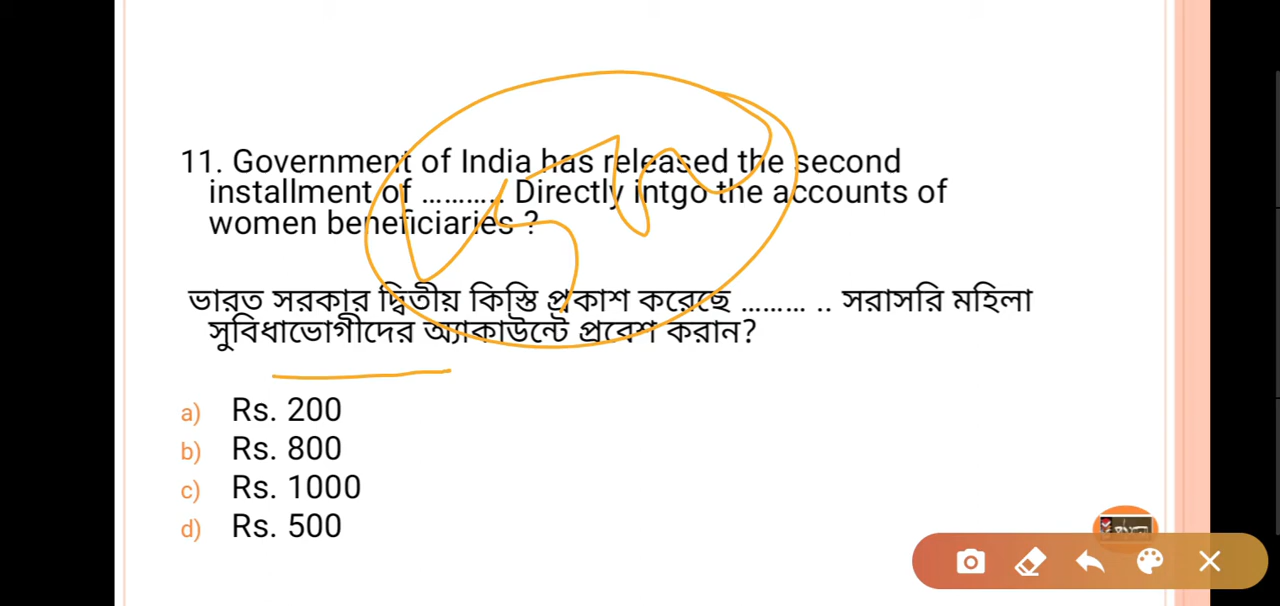 11. Government of India has released the second
installment of ........... Directly intgo the accounts of
women beneficiaries ?
ভারত সরকার দ্বিতীয় কিস্তি প্রকাশ করেছে ......... .. সরাসরি মহিলা
সুবিধাভোগীদের অ্যাকাউন্টে প্রবেশ করান?
a) Rs. 200
b) Rs. 800
c) Rs. 1000
d) Rs. 500